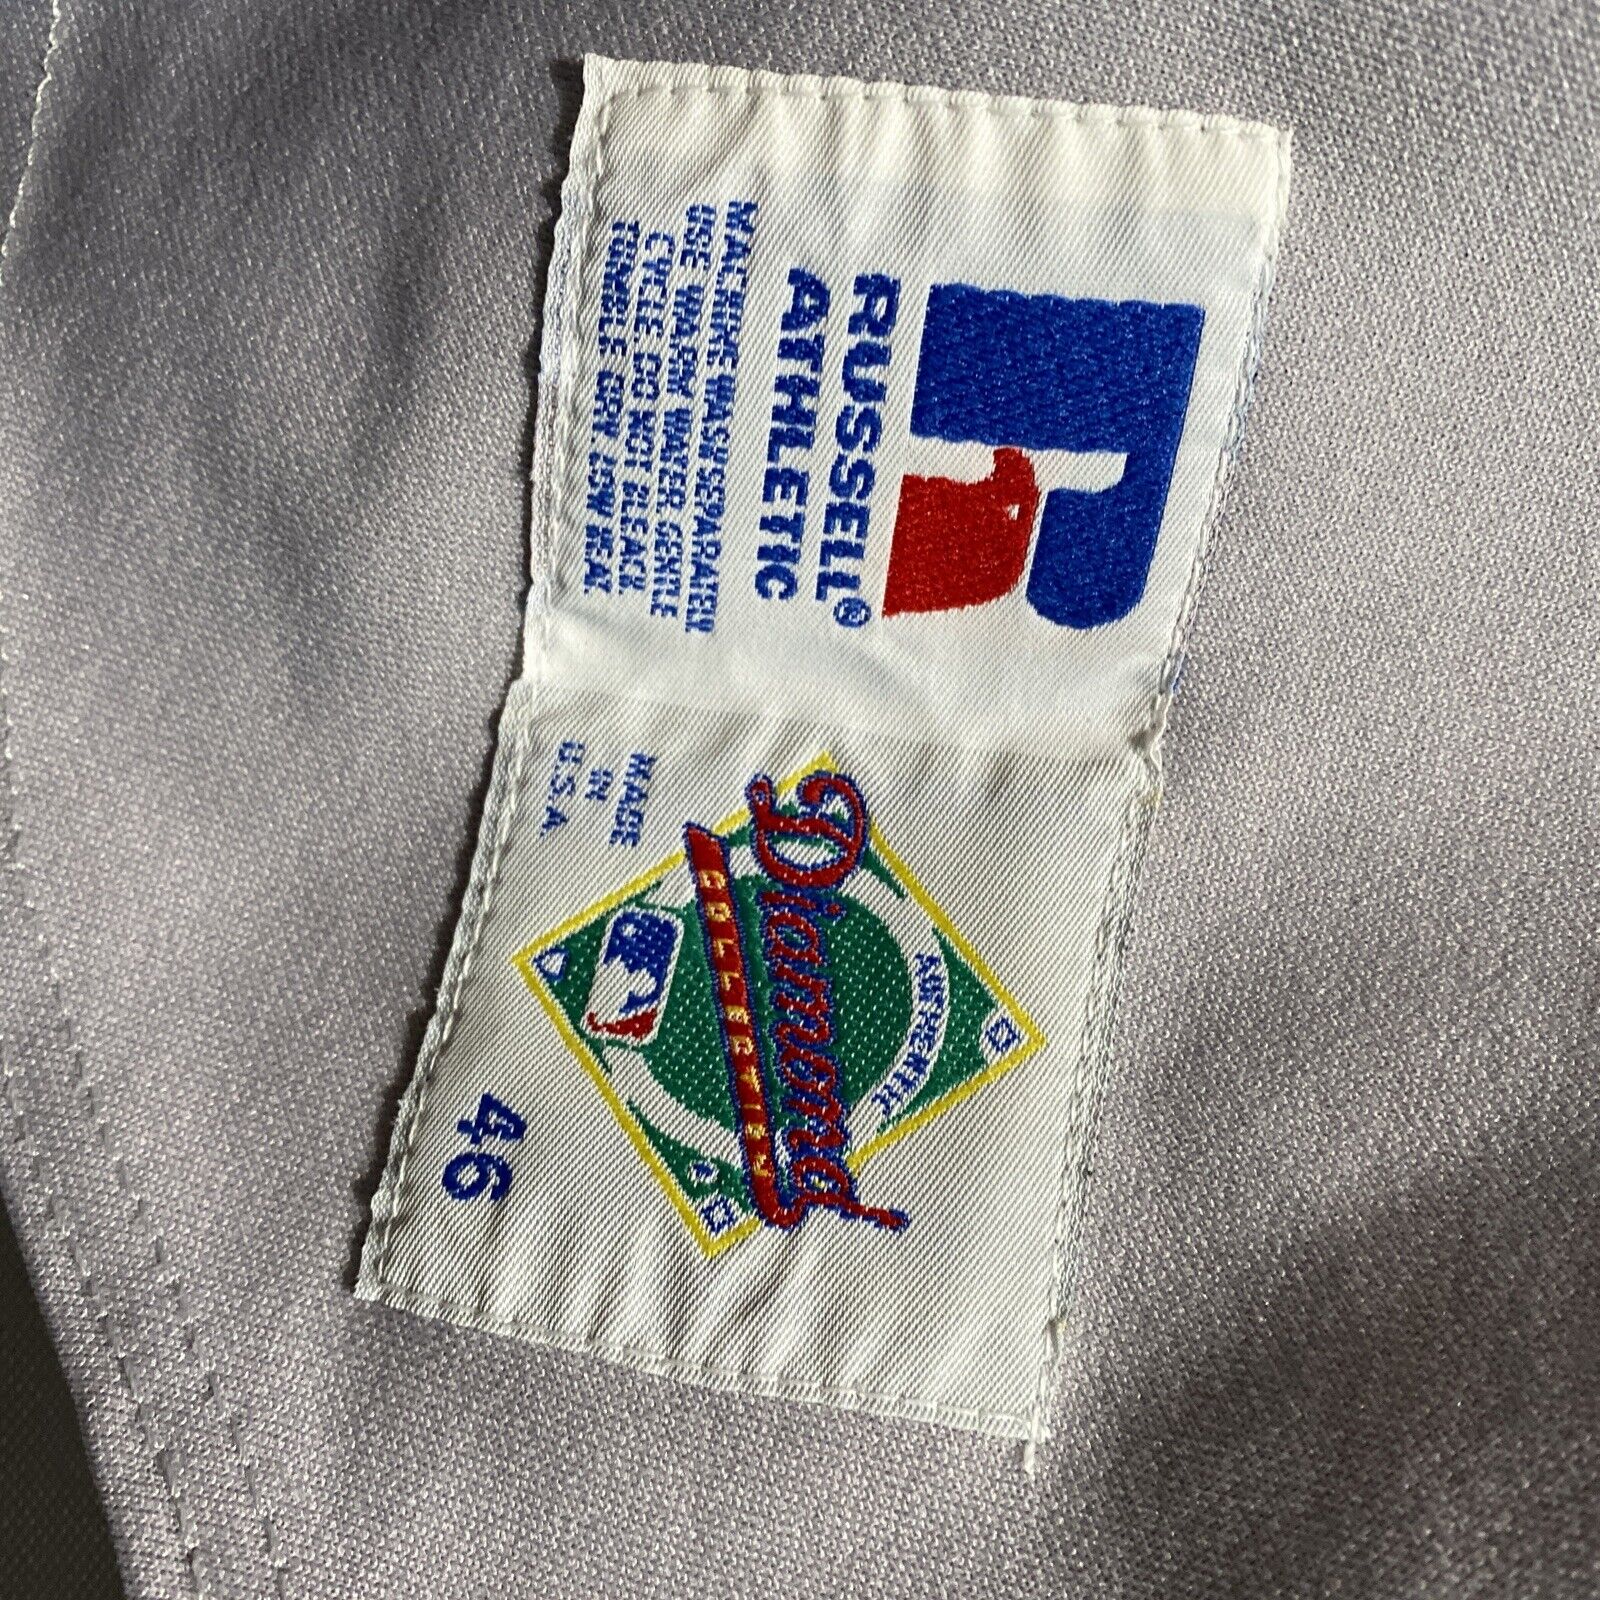 RUSSELL®
ATHLETIC
MACHINE WASH SEPARATELY
USE WARM WATER GENTLE
CYCLE. DO NOT BLEACH.
TUMBLE DRY. LOW HEAT.
AUTHENTIC
Diamond
COLLECTION
MADE
IN
U.S.A.
46